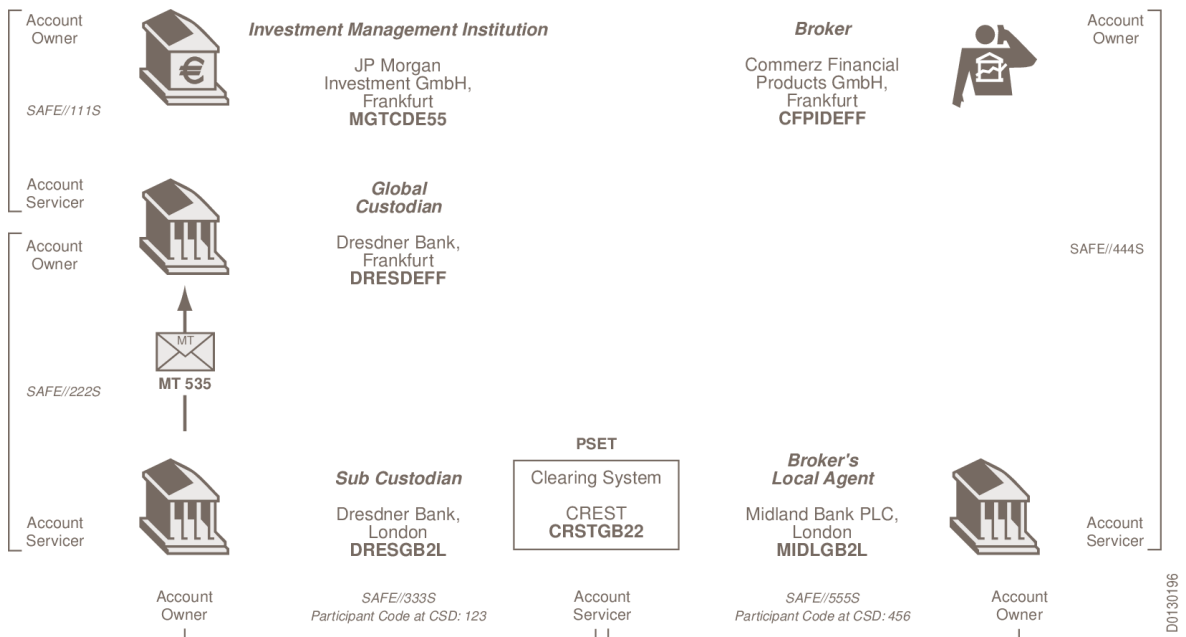 Account
Owner
Investment Management Institution
Broker
Account
Owner
€
JP Morgan
Investment GmbH,
Frankfurt
MGTCDE55
Commerz Financial
Products GmbH,
Frankfurt
CFPIDEFF
SAFE//111S
Account
Servicer
Global
Custodian
Account
Owner
Dresdner Bank,
Frankfurt
DRESDEFF
SAFE//444S
MT
MT 535
SAFE//222S
PSET
Sub Custodian
Clearing System
Broker's
Local Agent
Account
Servicer
Dresdner Bank,
London
DRESGB2L
CREST
CRSTGB22
Midland Bank PLC,
London
MIDLGB2L
Account
Servicer
Account
Owner
SAFE//333S
Participant Code at CSD: 123
Account
Servicer
SAFE//555S
Participant Code at CSD: 456
Account
Owner
D0130196